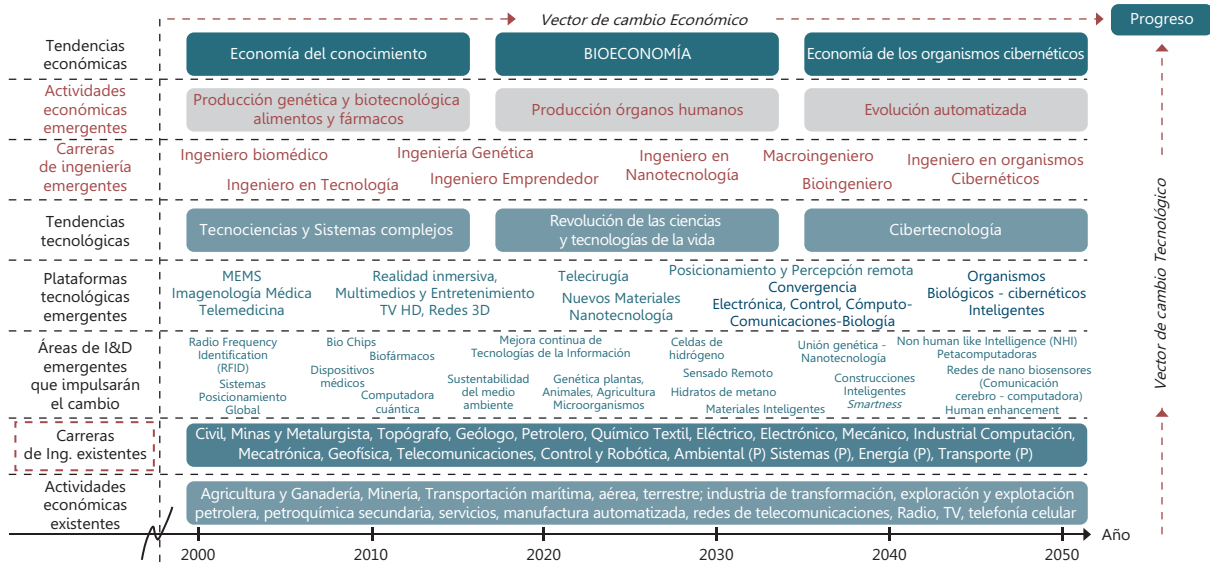 Vector de cambio Económico
Progreso
Tendencias
económicas
Economía del conocimiento
BIOECONOMÍA
Economía de los organismos cibernéticos
Actividades
económicas
emergentes
Producción genética y biotecnológica
alimentos y fármacos
Producción órganos humanos
Evolución automatizada
Carreras
de ingeniería
emergentes
Ingeniero biomédico
Ingeniero en Tecnología
Ingeniería Genética
Ingeniero Emprendedor
Ingeniero en
Nanotecnología
Macroingeniero
Bioingeniero
Ingeniero en organismos
Cibernéticos
Tendencias
tecnológicas
Tecnociencias y Sistemas complejos
Revolución de las ciencias
y tecnologías de la vida
Cibertecnología
Plataformas
tecnológicas
emergentes
MEMS
Imagenología Médica
Telemedicina
Realidad inmersiva,
Multimedios y Entretenimiento
TV HD, Redes 3D
Telecirugía
Nuevos Materiales
Nanotecnología
Posicionamiento y Percepción remota
Convergencia
Electrónica, Control, Cómputo-
Comunicaciones-Biología
Organismos
Biológicos - cibernéticos
Inteligentes
Áreas de I&D
emergentes
que impulsarán
el cambio
Radio Frequency
Identification
(RFID)
Sistemas
Posicionamiento
Global
Bio Chips
Biofármacos
Dispositivos
médicos
Computadora
cuántica
Mejora continua de
Tecnologías de la Información
Sustentabilidad
del medio
ambiente
Genética plantas,
Animales, Agricultura
Microorganismos
Celdas de
hidrógeno
Sensado Remoto
Hidratos de metano
Materiales Inteligentes
Unión genética -
Nanotecnología
Construcciones
Inteligentes
Smartness
Non human like Intelligence (NHI)
Petacomputadoras
Redes de nano biosensores
(Comunicación
cerebro - computadora)
Human enhancement
Carreras
de Ing. existentes
Civil, Minas y Metalurgista, Topógrafo, Geólogo, Petrolero, Químico Textil, Eléctrico, Electrónico, Mecánico, Industrial Computación,
Mecatrónica, Geofísica, Telecomunicaciones, Control y Robótica, Ambiental (P) Sistemas (P), Energía (P), Transporte (P)
Actividades
económicas
existentes
Agricultura y Ganadería, Minería, Transportación marítima, aérea, terrestre; industria de transformación, exploración y explotación
petrolera, petroquímica secundaria, servicios, manufactura automatizada, redes de telecomunicaciones, Radio, TV, telefonía celular
2000
2010
2020
2030
2040
2050
Año
Vector de cambio Tecnológico